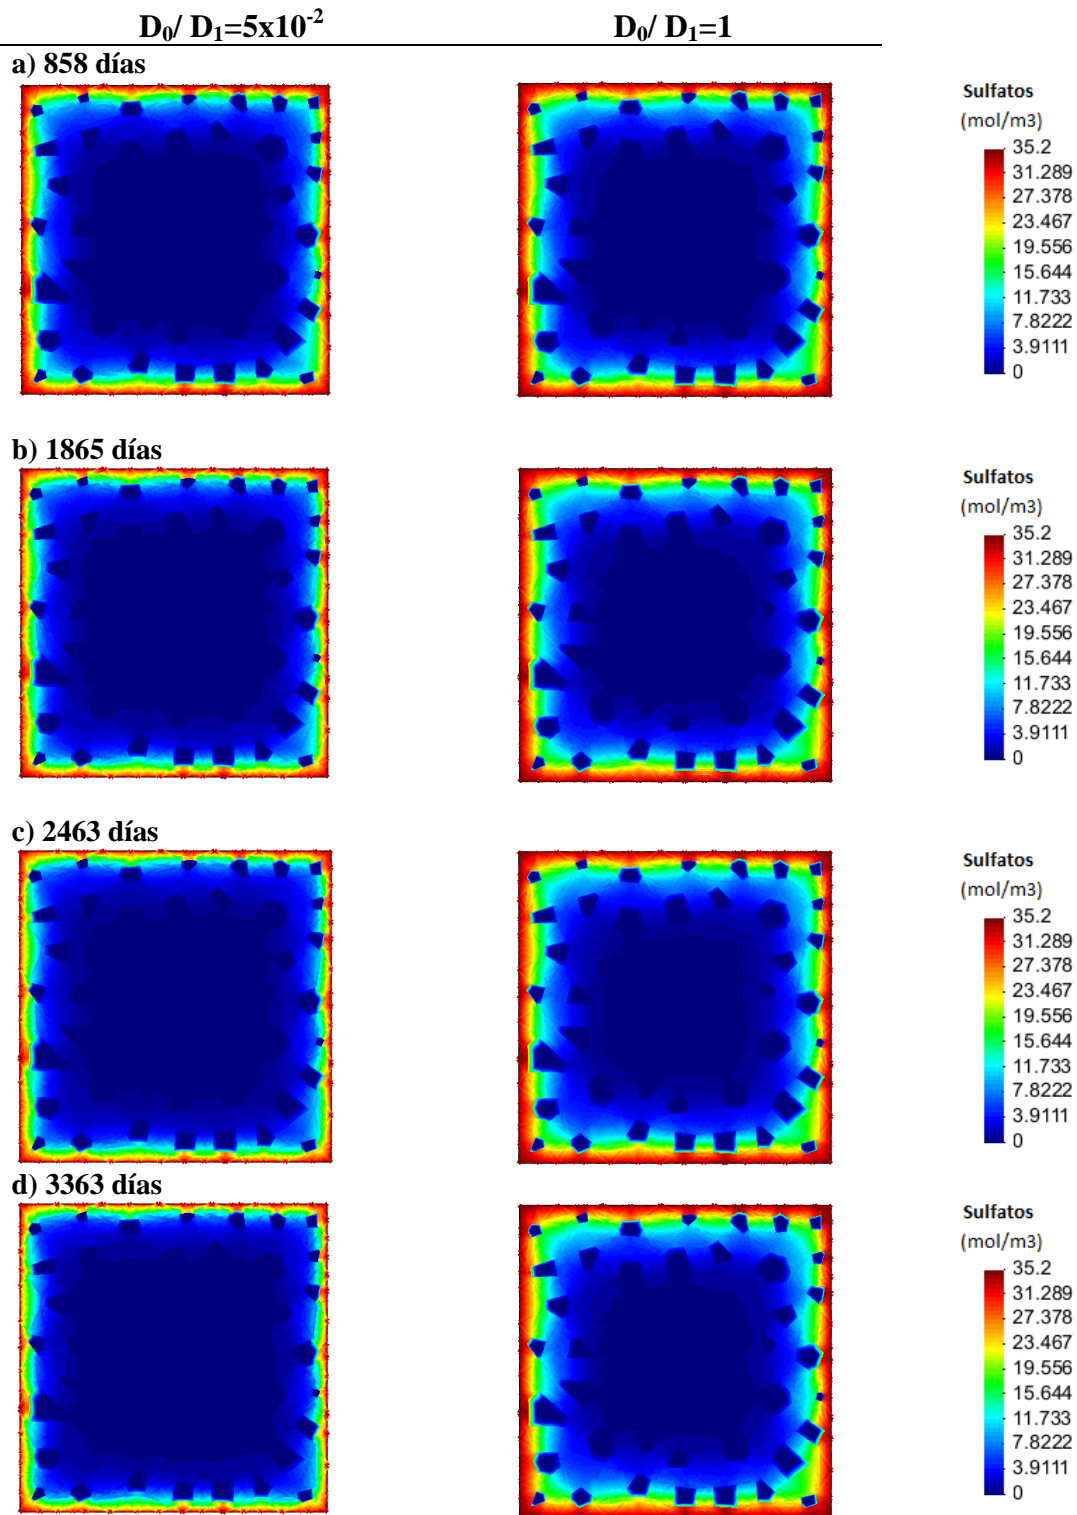 D₀/ D₁=5x10⁻²
D₀/ D₁=1
a) 858 días
Sulfatos
(mol/m3)
35.2
31.289
27.378
23.467
19.556
15.644
11.733
7.8222
3.9111
0
b) 1865 días
Sulfatos
(mol/m3)
35.2
31.289
27.378
23.467
19.556
15.644
11.733
7.8222
3.9111
0
c) 2463 días
Sulfatos
(mol/m3)
35.2
31.289
27.378
23.467
19.556
15.644
11.733
7.8222
3.9111
0
d) 3363 días
Sulfatos
(mol/m3)
35.2
31.289
27.378
23.467
19.556
15.644
11.733
7.8222
3.9111
0